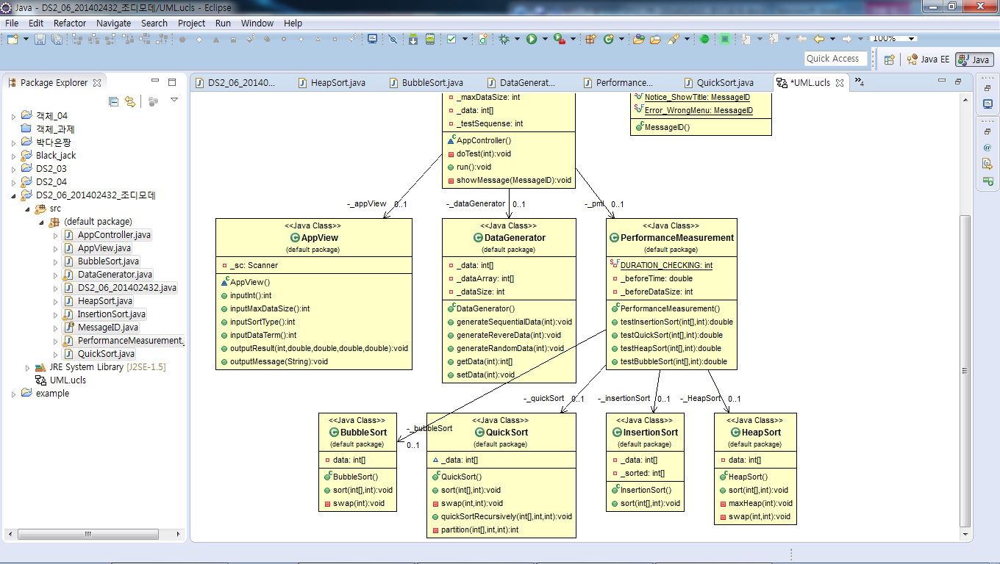 Java - DS2_06_201402432_조디모데/UML.ucls - Eclipse
File Edit Refactor Navigate Search Project Run Window Help
100%
Quick Access
Java EE
Java
Package Explorer
객체_04
객체_과제
박다은짱
Black_jack
DS2_03
DS2_04
DS2_06_201402432_조디모데
src
(default package)
AppController.java
AppView.java
BubbleSort.java
DataGenerator.java
DS2_06_201402432.java
HeapSort.java
InsertionSort.java
MessageID.java
PerformanceMeasurement.
QuickSort.java
JRE System Library [J2SE-1.5]
UML.ucls
example
DS2_06_20140...
HeapSort.java
BubbleSort.java
DataGenerat...
Performance...
QuickSort.java
*UML.ucls
»4
_maxDataSize: int
_data: int[]
_testSequense: int
AppController()
doTest(int):void
run():void
showMessage(MessageID):void
Notice_ShowTitle: MessageID
Error_WrongMenu: MessageID
MessageID()
-_appView 0..1
-_dataGenerator 0..1
-_pml 0..1
<<Java Class>>
AppView
(default package)
_sc: Scanner
AppView()
inputInt():int
inputMaxDataSize():int
inputSortType():int
inputDataTerm():int
outputResult(int,double,double,double,double):void
outputMessage(String):void
<<Java Class>>
DataGenerator
(default package)
_data: int[]
_dataArray: int[]
_dataSize: int
DataGenerator()
generateSequentialData(int):void
generateRevereData(int):void
generateRandomData(int):void
getData(int):int[]
setData(int):void
<<Java Class>>
PerformanceMeasurement
(default package)
DURATION_CHECKING: int
_beforeTime: double
_beforeDataSize: int
PerformanceMeasurement()
testInsertionSort(int[],int):double
testQuickSort(int[],int):double
testHeapSort(int[],int):double
testBubbleSort(int[],int):double
-_quickSort 0..1
-_insertionSort 0..1
-_HeapSort 0..1
-_bubbleSort
0..1
<<Java Class>>
BubbleSort
(default package)
data: int[]
BubbleSort()
sort(int[],int):void
swap(int):void
<<Java Class>>
QuickSort
(default package)
_data: int[]
QuickSort()
sort(int[],int):void
swap(int,int):void
quickSortRecursively(int[],int,int):void
partition(int[],int,int):int
<<Java Class>>
InsertionSort
(default package)
_data: int[]
_sorted: int[]
InsertionSort()
sort(int[],int):void
<<Java Class>>
HeapSort
(default package)
data: int[]
HeapSort()
sort(int[],int):void
maxHeap(int):void
swap(int,int):void